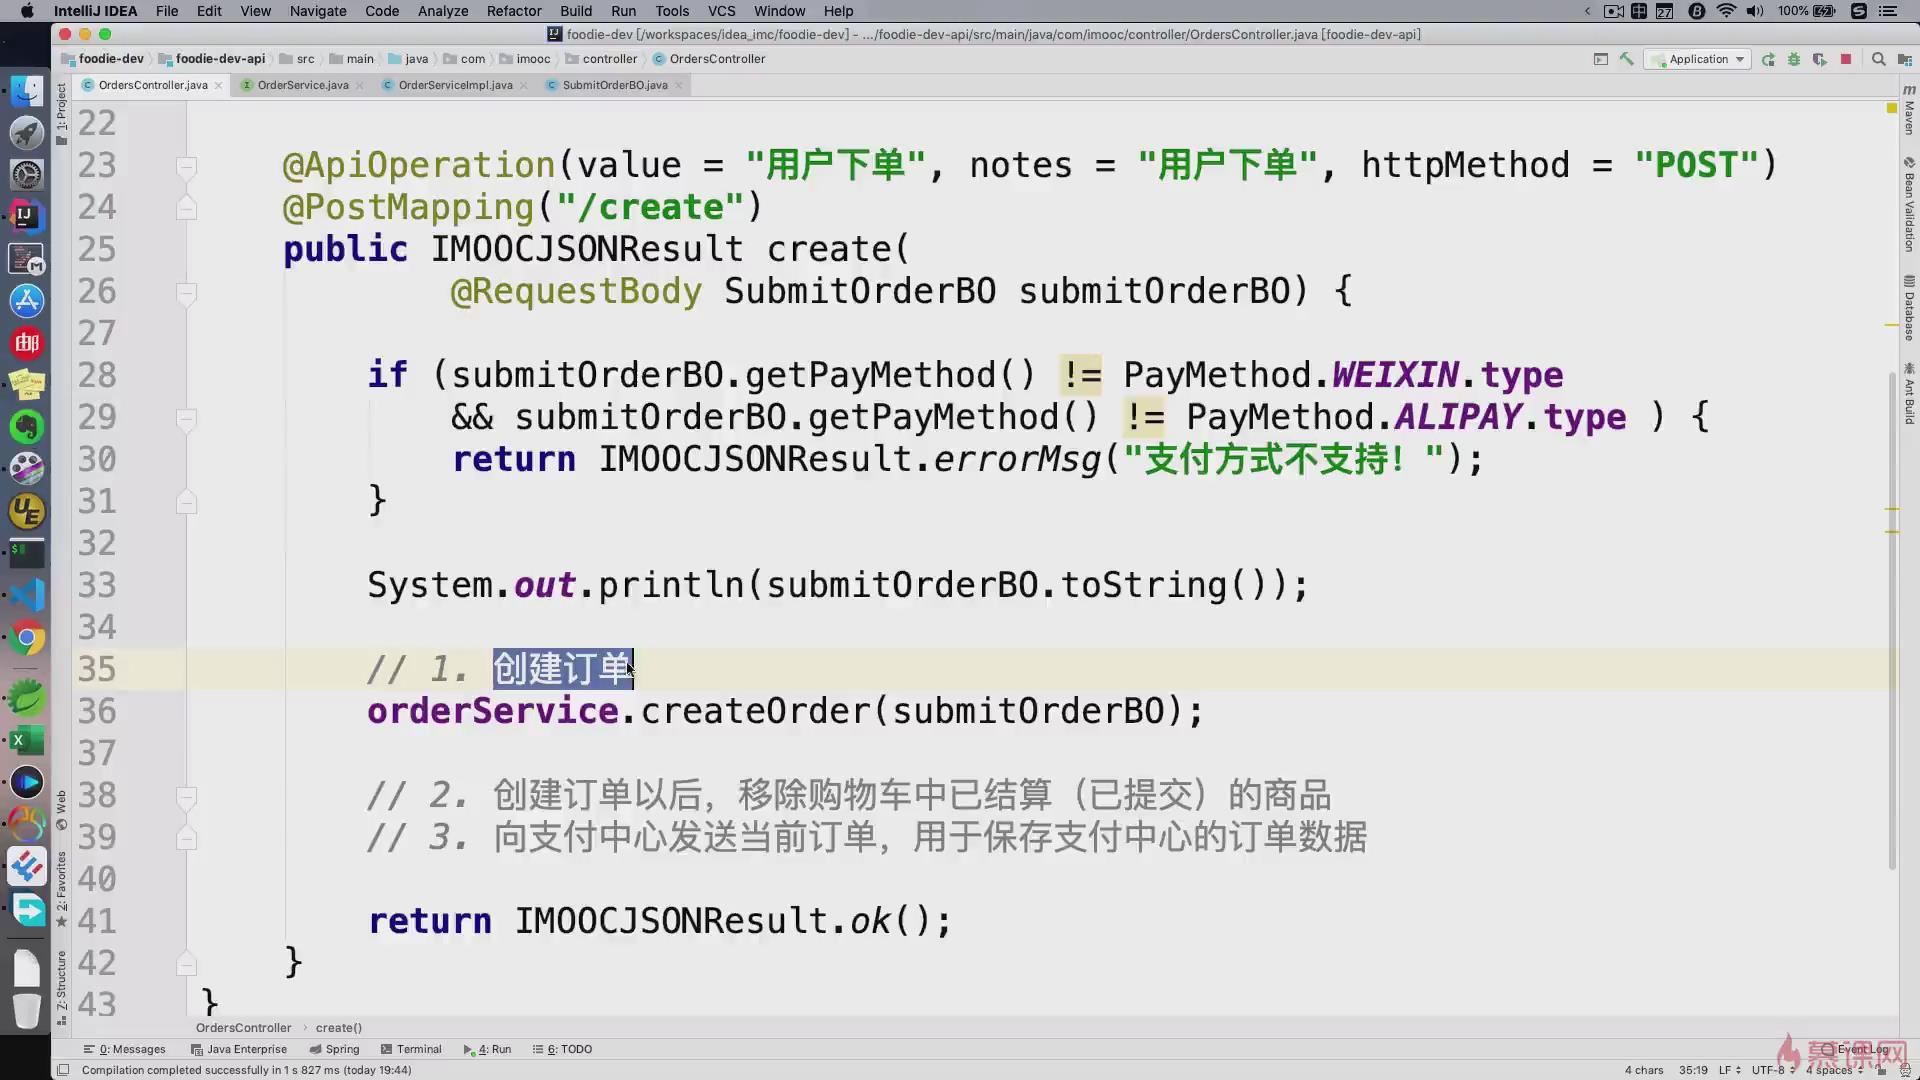 IntelliJ IDEA File Edit View Navigate Code Analyze Refactor Build Run Tools VCS Window Help 27 100%
foodie-dev [/workspaces/idea_imc/foodie-dev] - .../foodie-dev-api/src/main/java/com/imooc/controller/OrdersController.java [foodie-dev-api]
foodie-dev foodie-dev-api src main java com imooc controller OrdersController Application
OrdersController.java OrderService.java OrderServiceImpl.java SubmitOrderBO.java
1: Project
Maven
Bean Validation
Database
Ant Build
22
23 @ApiOperation(value = "用户下单", notes = "用户下单", httpMethod = "POST")
24 @PostMapping("/create")
25 public IMOOCJSONResult create(
26 @RequestBody SubmitOrderBO submitOrderBO) {
27
28 if (submitOrderBO.getPayMethod() != PayMethod.WEIXIN.type
29 && submitOrderBO.getPayMethod() != PayMethod.ALIPAY.type ) {
30 return IMOOCJSONResult.errorMsg("支付方式不支持！");
31 }
32
33 System.out.println(submitOrderBO.toString());
34
35 // 1. 创建订单
36 orderService.createOrder(submitOrderBO);
37
38 // 2. 创建订单以后，移除购物车中已结算（已提交）的商品
39 // 3. 向支付中心发送当前订单，用于保存支付中心的订单数据
40
41 return IMOOCJSONResult.ok();
42 }
43 }
Web
2: Favorites
7: Structure
OrdersController › create()
0: Messages Java Enterprise Spring Terminal 4: Run 6: TODO Event Log
Compilation completed successfully in 1 s 827 ms (today 19:44) 4 chars 35:19 LF UTF-8 4 spaces
慕课网